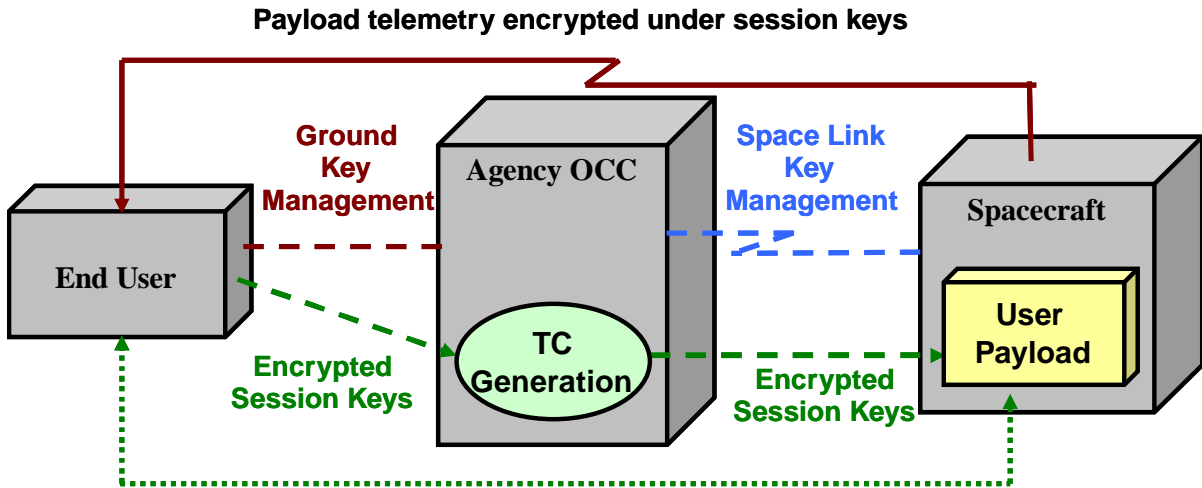 Payload telemetry encrypted under session keys
Ground
Key
Management
Agency OCC
Space Link
Key
Management
Spacecraft
End User
User
Payload
TC
Generation
Encrypted
Session Keys
Encrypted
Session Keys